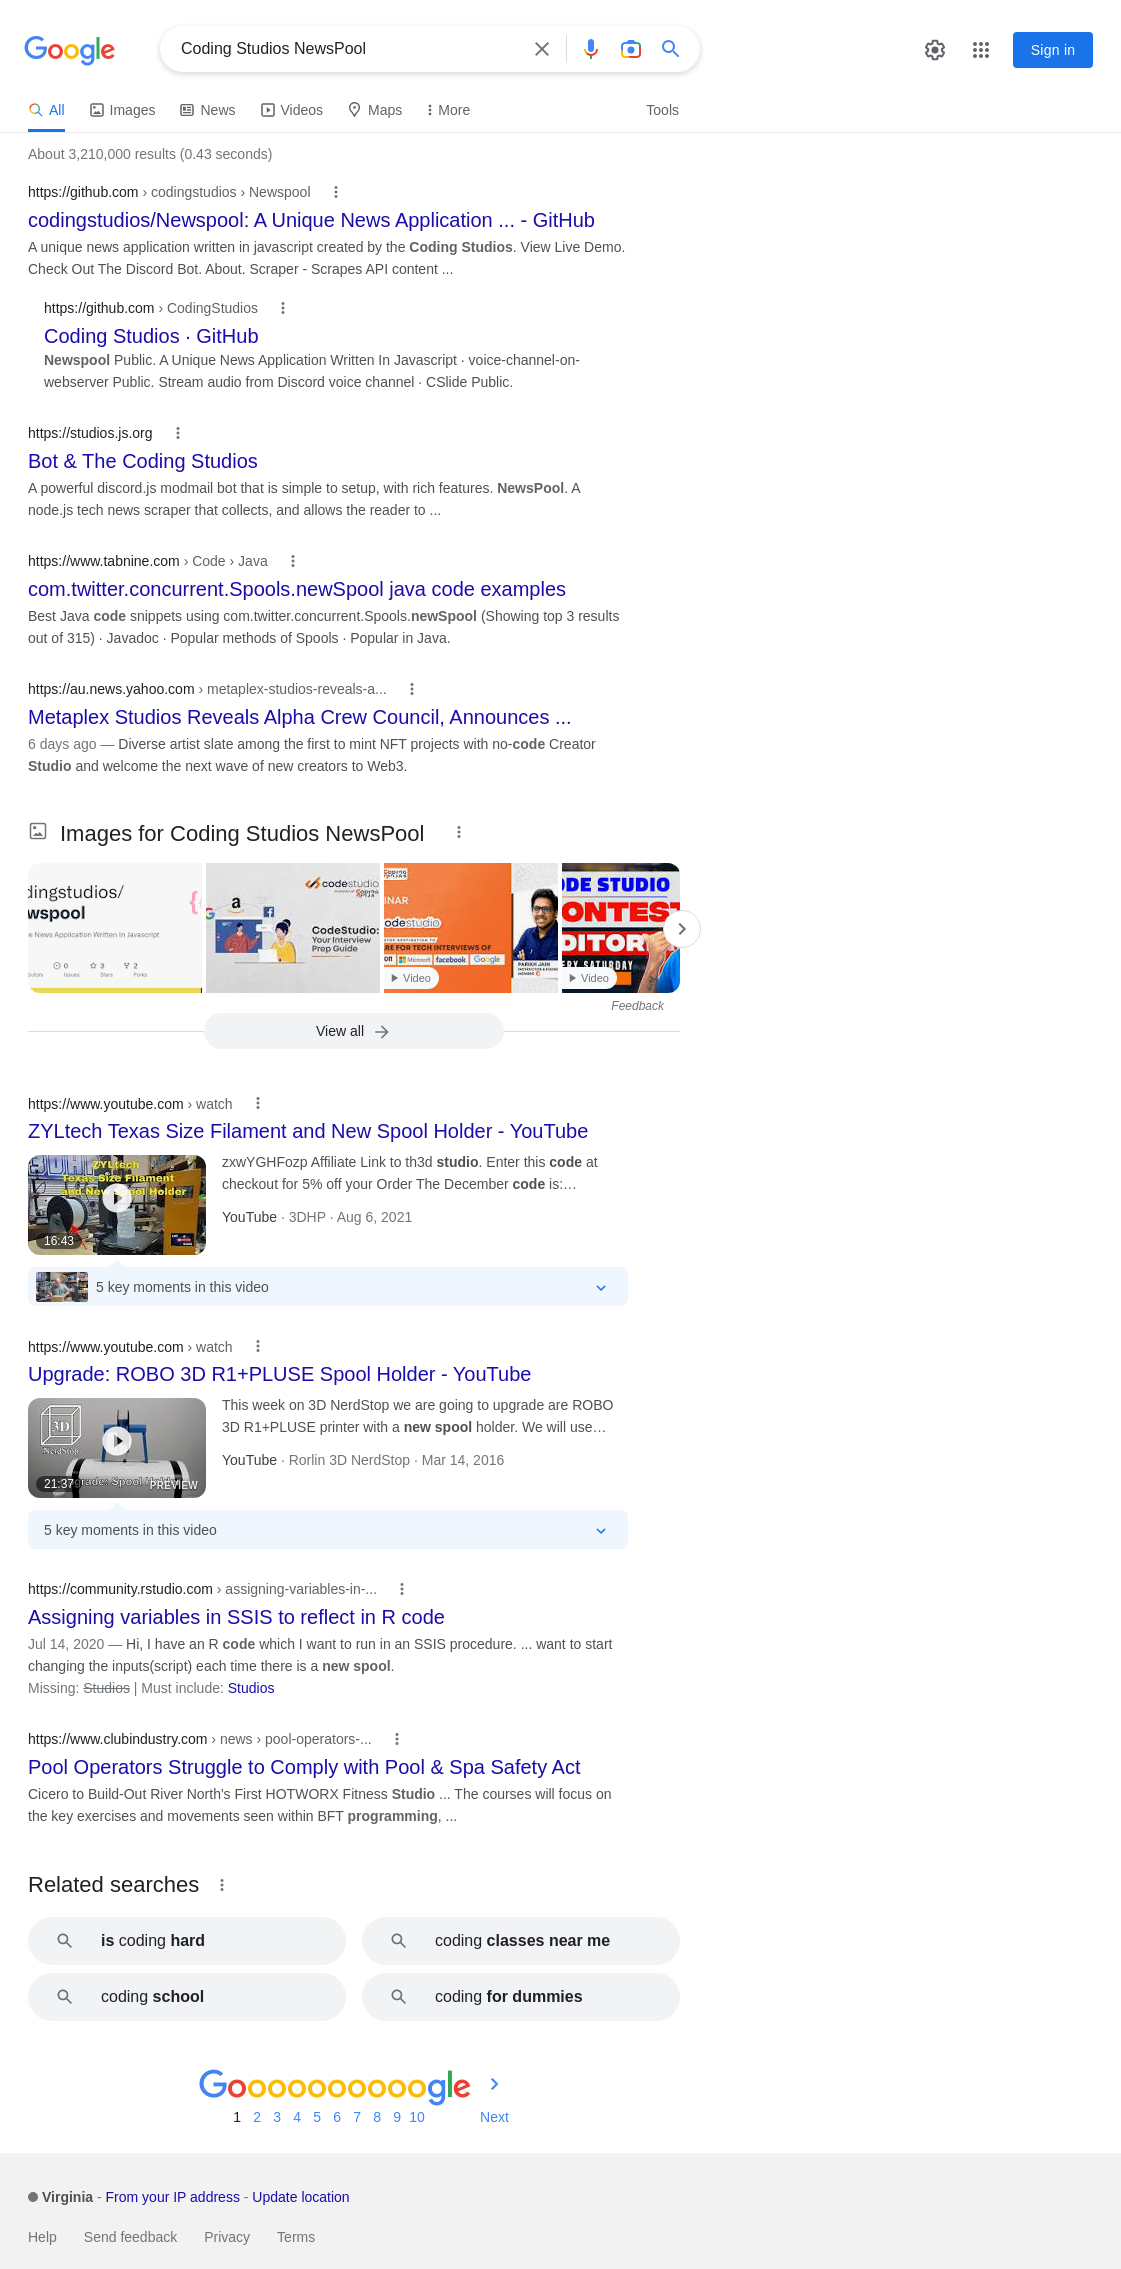 Google
Coding Studios NewsPool
Sign in
All Images News Videos Maps More Tools
About 3,210,000 results (0.43 seconds)
https://github.com › codingstudios › Newspool
codingstudios/Newspool: A Unique News Application ... - GitHub
A unique news application written in javascript created by the Coding Studios. View Live Demo.
Check Out The Discord Bot. About. Scraper - Scrapes API content ...
https://github.com › CodingStudios
Coding Studios · GitHub
Newspool Public. A Unique News Application Written In Javascript · voice-channel-on-
webserver Public. Stream audio from Discord voice channel · CSlide Public.
https://studios.js.org
Bot & The Coding Studios
A powerful discord.js modmail bot that is simple to setup, with rich features. NewsPool. A
node.js tech news scraper that collects, and allows the reader to ...
https://www.tabnine.com › Code › Java
com.twitter.concurrent.Spools.newSpool java code examples
Best Java code snippets using com.twitter.concurrent.Spools.newSpool (Showing top 3 results
out of 315) · Javadoc · Popular methods of Spools · Popular in Java.
https://au.news.yahoo.com › metaplex-studios-reveals-a...
Metaplex Studios Reveals Alpha Crew Council, Announces ...
6 days ago — Diverse artist slate among the first to mint NFT projects with no-code Creator
Studio and welcome the next wave of new creators to Web3.
Images for Coding Studios NewsPool
dingstudios/
wspool
e News Application Written In Javascript
0 3 2
Issues Stars Forks
codestudio
CodeStudio:
Your Interview
Prep Guide
INAR
codestudio
RE FOR TECH INTERVIEWS OF
Microsoft facebook Google
PARIKH JAIN
Video
ODE STUDIO
CONTEST
DITOR
ERY SATURDAY
Video
Feedback
View all
https://www.youtube.com › watch
ZYLtech Texas Size Filament and New Spool Holder - YouTube
ZYLtech
Texas Size Filament
and New Spool Holder
16:43
zxwYGHFozp Affiliate Link to th3d studio. Enter this code at
checkout for 5% off your Order The December code is:…
YouTube · 3DHP · Aug 6, 2021
5 key moments in this video
https://www.youtube.com › watch
Upgrade: ROBO 3D R1+PLUSE Spool Holder - YouTube
3D
NerdStop
21:37
PREVIEW
This week on 3D NerdStop we are going to upgrade are ROBO
3D R1+PLUSE printer with a new spool holder. We will use…
YouTube · Rorlin 3D NerdStop · Mar 14, 2016
5 key moments in this video
https://community.rstudio.com › assigning-variables-in-...
Assigning variables in SSIS to reflect in R code
Jul 14, 2020 — Hi, I have an R code which I want to run in an SSIS procedure. ... want to start
changing the inputs(script) each time there is a new spool.
Missing: Studios | Must include: Studios
https://www.clubindustry.com › news › pool-operators-...
Pool Operators Struggle to Comply with Pool & Spa Safety Act
Cicero to Build-Out River North's First HOTWORX Fitness Studio ... The courses will focus on
the key exercises and movements seen within BFT programming, ...
Related searches
is coding hard
coding classes near me
coding school
coding for dummies
Goooooooooogle
1 2 3 4 5 6 7 8 9 10 Next
Virginia - From your IP address - Update location
Help Send feedback Privacy Terms